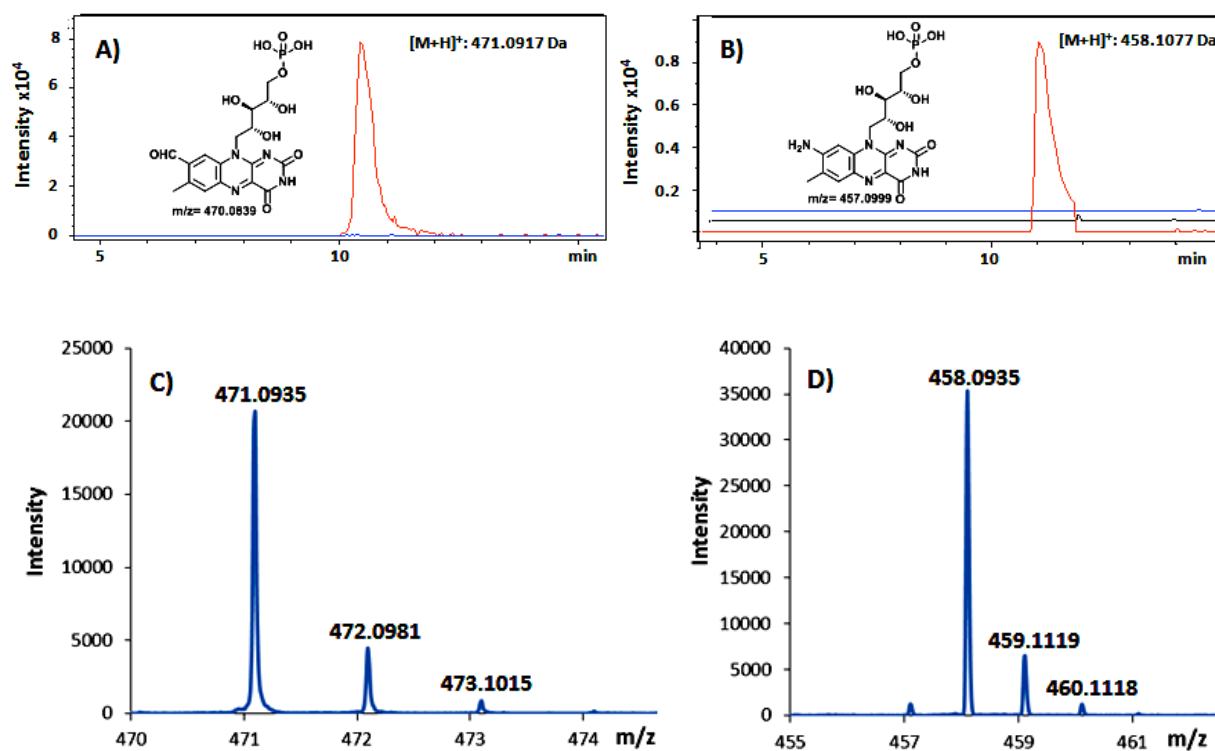 A)
[M+H]⁺: 471.0917 Da
Intensity x10⁴
8
6
4
2
0
5
10
min
O
HO OH
P
O
HO
OH
HO
OH
OHC
N
N
O
NH
N
O
m/z= 470.0839
B)
[M+H]⁺: 458.1077 Da
Intensity x10⁴
0.8
0.6
0.4
0.2
5
10
min
O
HO OH
P
O
HO
OH
HO
OH
H₂N
N
N
O
NH
N
O
m/z= 457.0999
C)
Intensity
25000
20000
15000
10000
5000
0
471.0935
472.0981
473.1015
470
471
472
473
474
m/z
D)
Intensity
40000
35000
30000
25000
20000
15000
10000
5000
0
458.0935
459.1119
460.1118
455
457
459
461
m/z